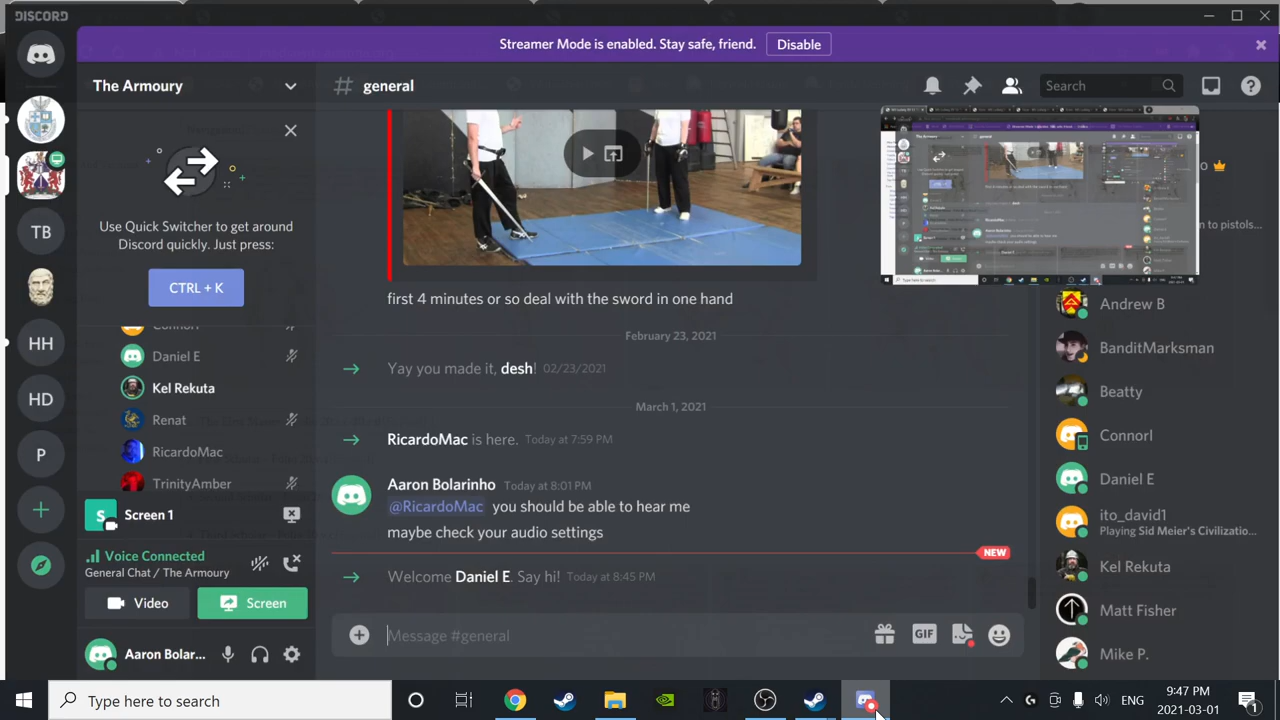 DISCORD
Streamer Mode is enabled. Stay safe, friend. Disable
The Armoury
# general
Search
Use Quick Switcher to get around
Discord quickly. Just press:
CTRL + K
first 4 minutes or so deal with the sword in one hand
February 23, 2021
Yay you made it, desh! 02/23/2021
March 1, 2021
RicardoMac is here. Today at 7:59 PM
Aaron Bolarinho Today at 8:01 PM
@RicardoMac you should be able to hear me
maybe check your audio settings
NEW
Welcome Daniel E. Say hi! Today at 8:45 PM
Message #general
GIF
TB
HH
HD
P
Connorl
Daniel E
Kel Rekuta
Renat
RicardoMac
TrinityAmber
S
Screen 1
Voice Connected
General Chat / The Armoury
Video
Screen
Aaron Bolar...
n to pistols...
Andrew B
BanditMarksman
Beatty
Connorl
Daniel E
ito_david1
Playing Sid Meier's Civilizatio...
Kel Rekuta
Matt Fisher
Mike P.
Type here to search
ENG
9:47 PM
2021-03-01
1